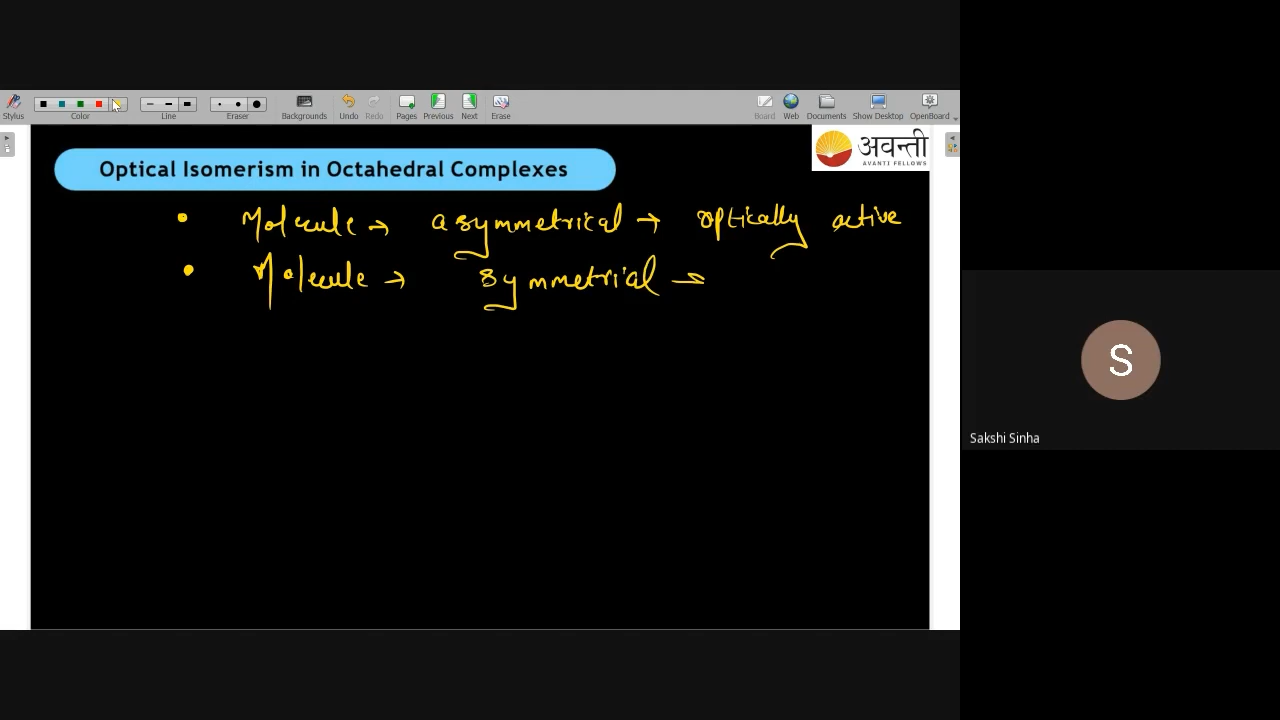 Stylus Color Line Eraser Backgrounds Undo Redo Pages Previous Next Erase Board Web Documents Show Desktop OpenBoard
अवन्ती
AVANTI FELLOWS
Optical Isomerism in Octahedral Complexes
• Molecule → asymmetrical → optically active
• Molecule → symmetrial →
S
Sakshi Sinha